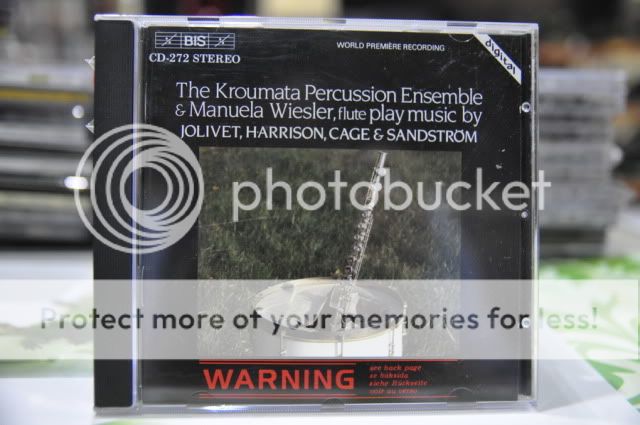 BIS
CD-272 STEREO
WORLD PREMIÈRE RECORDING
digital
The Kroumata Percussion Ensemble
& Manuela Wiesler, flute play music by
JOLIVET, HARRISON, CAGE & SANDSTRÖM
photobucket
Protect more of your memories for less!
WARNING
see back page
se baksida
siehe Rückseite
voir au verso